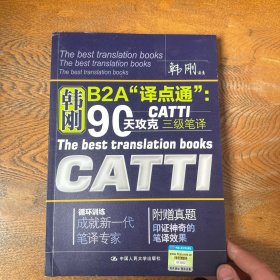 The best translation books
The best translation books
The best translation books
韩刚
韩刚
B2A“译点通”：
90天攻克 CATTI 三级笔译
The best translation books
CATTI
循环训练
成就新一代
笔译专家
附赠真题
印证神奇的
笔译效果
中国人民大学出版社